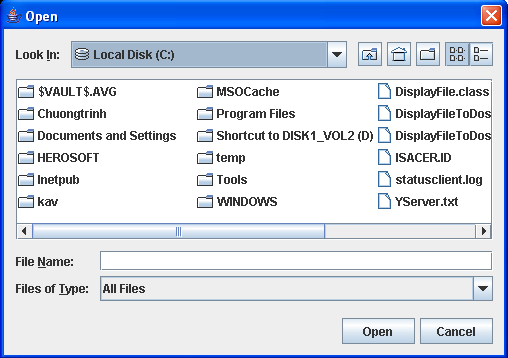 Open
Look In: Local Disk (C:)
$VAULT$.AVG MSOCache DisplayFile.class
Chuongtrinh Program Files DisplayFileToDos
Documents and Settings Shortcut to DISK1_VOL2 (D) DisplayFileToDos
HEROSOFT temp ISACER.ID
Inetpub Tools statusclient.log
kav WINDOWS YServer.txt
File Name:
Files of Type: All Files
Open Cancel